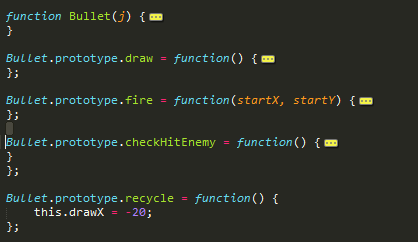 function Bullet(j) {
}
Bullet.prototype.draw = function() {
};
Bullet.prototype.fire = function(startX, startY) {
};
Bullet.prototype.checkHitEnemy = function() {
}
};
Bullet.prototype.recycle = function() {
this.drawX = -20;
};